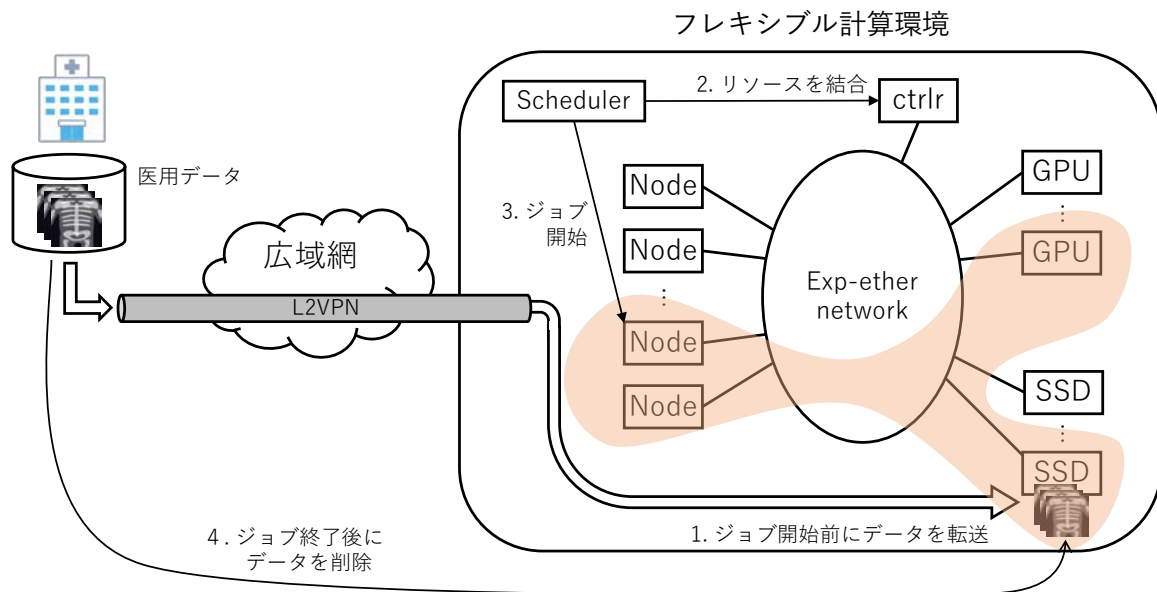 フレキシブル計算環境
Scheduler
2. リソースを結合
ctrlr
医用データ
Node
GPU
⋮
3. ジョブ
開始
Node
GPU
広域網
Exp-ether
network
⋮
L2VPN
Node
SSD
Node
⋮
SSD
4 . ジョブ終了後に
データを削除
1. ジョブ開始前にデータを転送